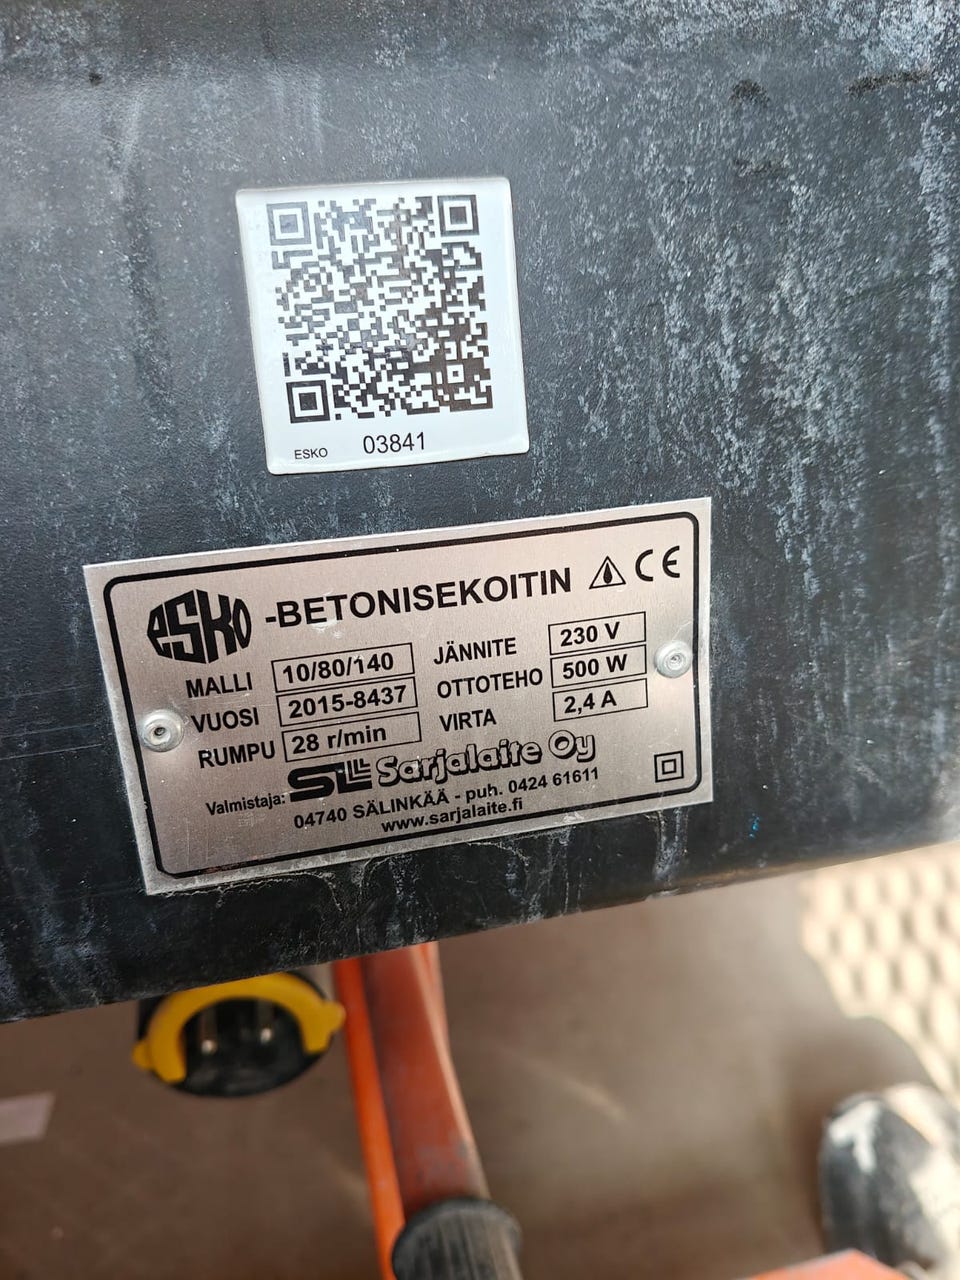 ESKO 03841
esko -BETONISEKOITIN CE
MALLI 10/80/140 JÄNNITE 230 V
VUOSI 2015-8437 OTTOTEHO 500 W
RUMPU 28 r/min VIRTA 2,4 A
Valmistaja: SL Sarjalaite Oy
04740 SÄLINKÄÄ - puh. 0424 61611
www.sarjalaite.fi